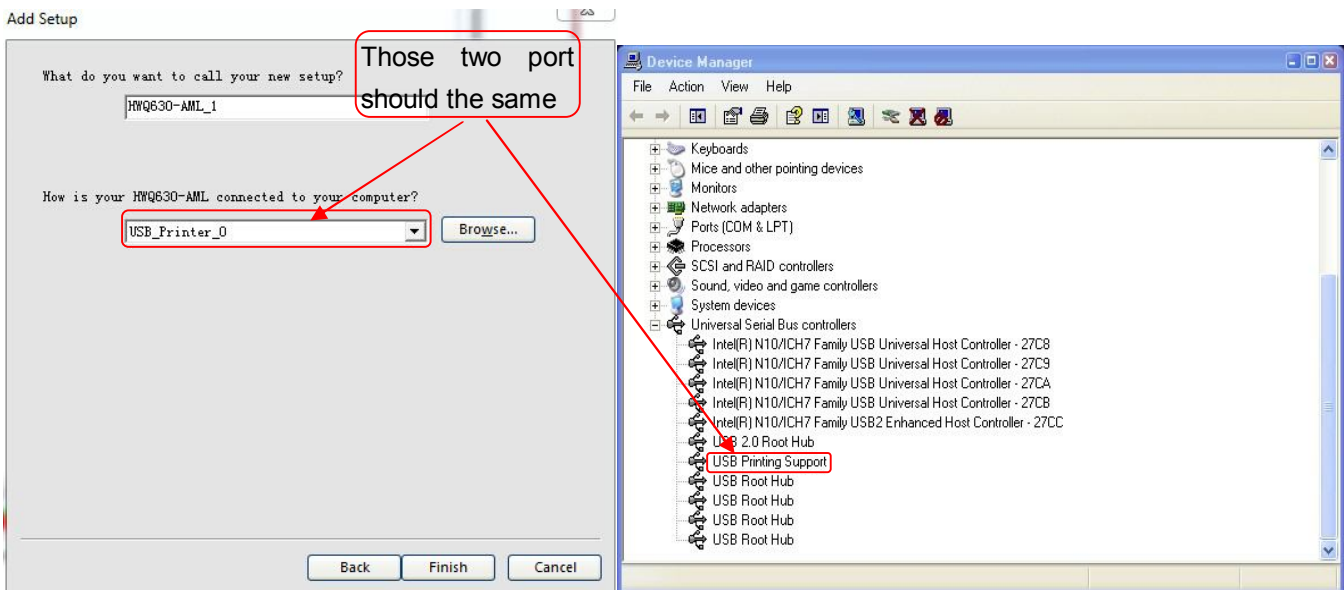 Add Setup
Those two port
should the same
What do you want to call your new setup?
HWQ630-AML_1
How is your HWQ630-AML connected to your computer?
USB_Printer_0
Browse...
Back
Finish
Cancel
Device Manager
File Action View Help
Keyboards
Mice and other pointing devices
Monitors
Network adapters
Ports (COM & LPT)
Processors
SCSI and RAID controllers
Sound, video and game controllers
System devices
Universal Serial Bus controllers
Intel(R) N10/ICH7 Family USB Universal Host Controller - 27C8
Intel(R) N10/ICH7 Family USB Universal Host Controller - 27C9
Intel(R) N10/ICH7 Family USB Universal Host Controller - 27CA
Intel(R) N10/ICH7 Family USB Universal Host Controller - 27CB
Intel(R) N10/ICH7 Family USB2 Enhanced Host Controller - 27CC
USB 2.0 Root Hub
USB Printing Support
USB Root Hub
USB Root Hub
USB Root Hub
USB Root Hub